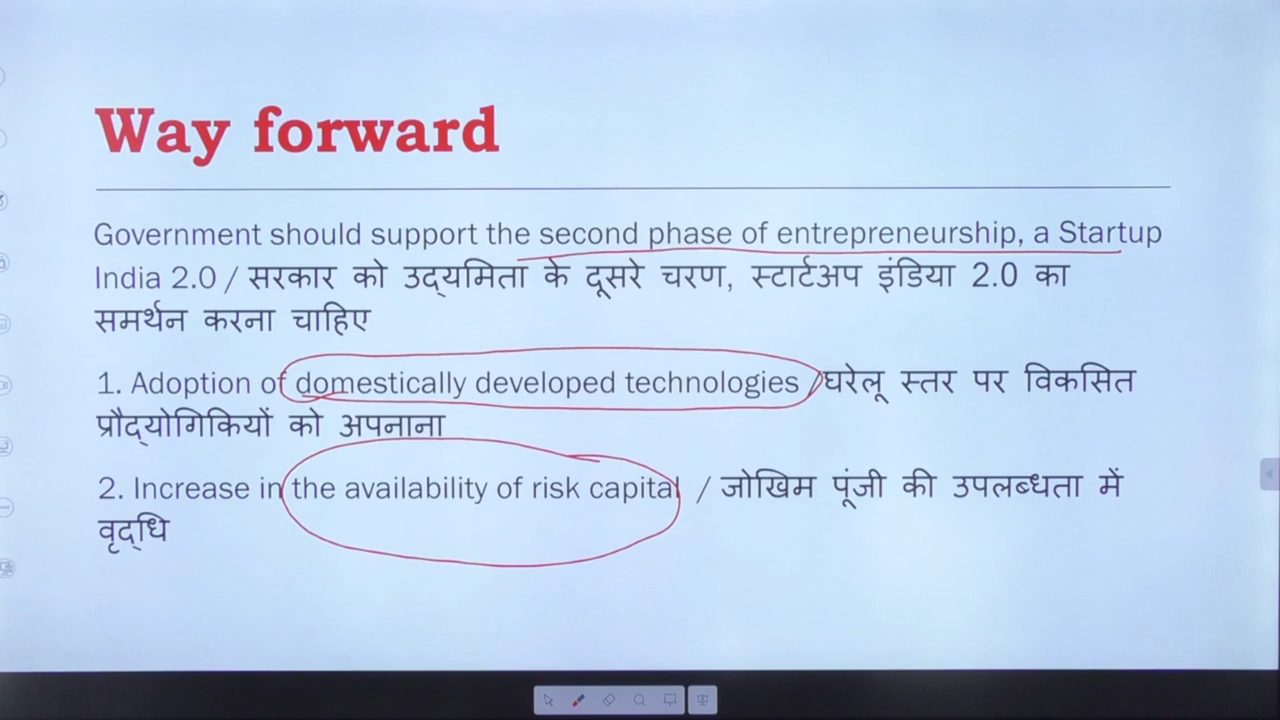 Way forward
Government should support the second phase of entrepreneurship, a Startup
India 2.0 / सरकार को उद्यमिता के दूसरे चरण, स्टार्टअप इंडिया 2.0 का
समर्थन करना चाहिए
1. Adoption of domestically developed technologies / घरेलू स्तर पर विकसित
प्रौद्योगिकियों को अपनाना
2. Increase in the availability of risk capital / जोखिम पूंजी की उपलब्धता में
वृद्धि